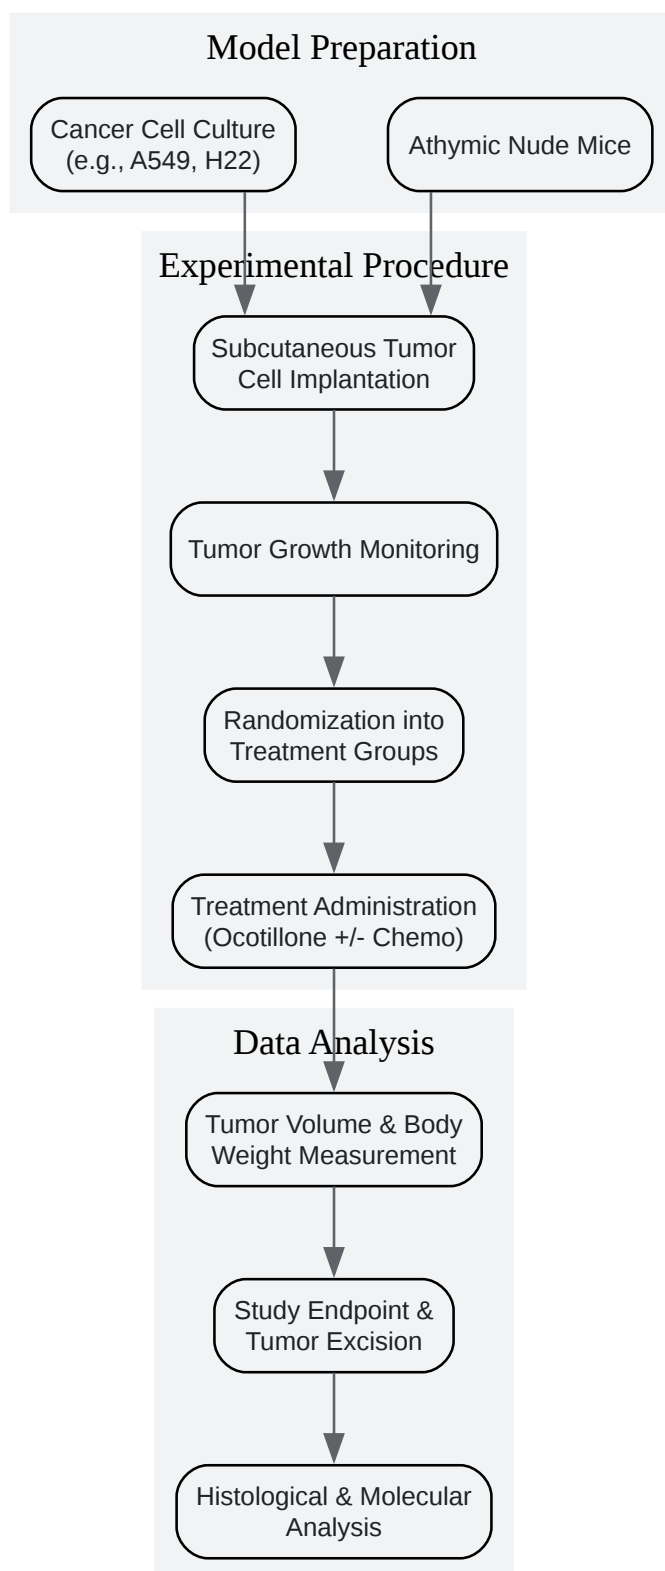 Model Preparation
Cancer Cell Culture
(e.g., A549, H22)
Athymic Nude Mice
Experimental Procedure
Subcutaneous Tumor
Cell Implantation
Tumor Growth Monitoring
Randomization into
Treatment Groups
Treatment Administration
(Ocotillone +/- Chemo)
Data Analysis
Tumor Volume & Body
Weight Measurement
Study Endpoint &
Tumor Excision
Histological & Molecular
Analysis